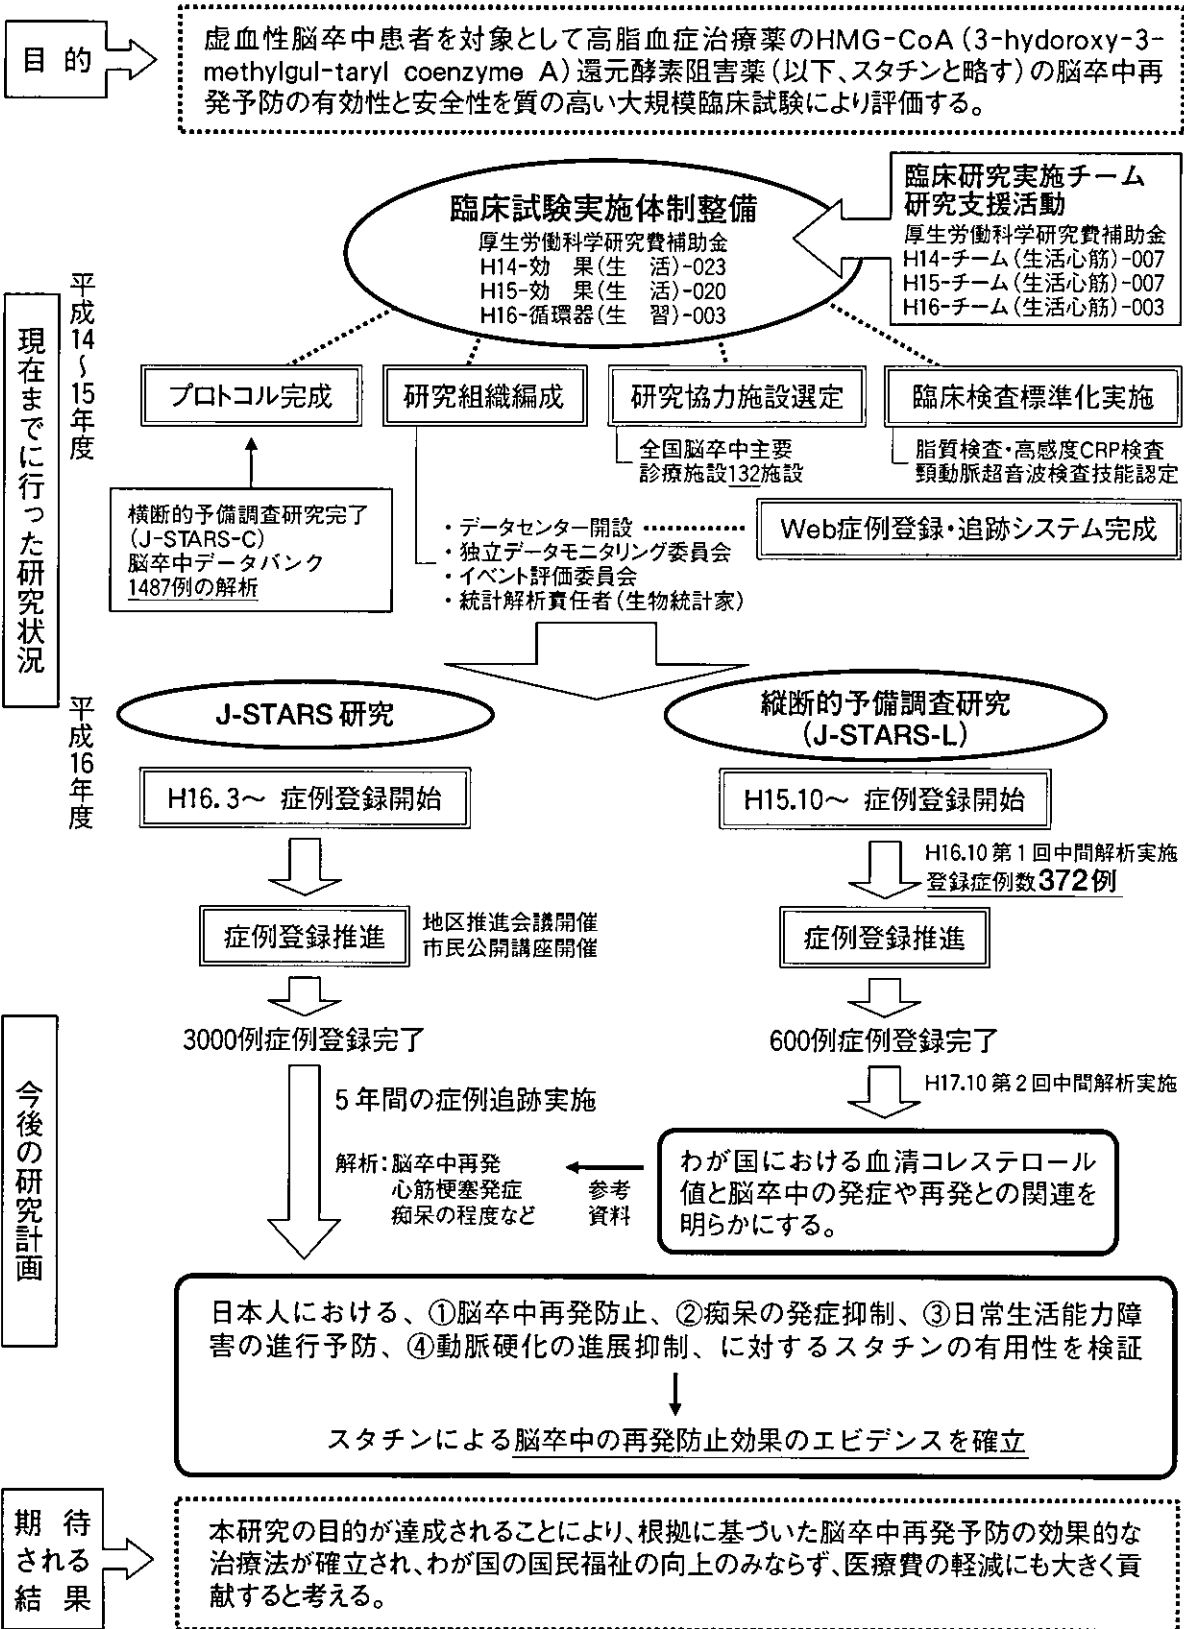 目的
虚血性脳卒中患者を対象として高脂血症治療薬のHMG-CoA(3-hydoroxy-3-
methylgul-taryl coenzyme A)還元酵素阻害薬(以下、スタチンと略す)の脳卒中再
発予防の有効性と安全性を質の高い大規模臨床試験により評価する。
現在までに行った研究状況
平成14~15年度
臨床試験実施体制整備
厚生労働科学研究費補助金
H14-効 果(生 活)-023
H15-効 果(生 活)-020
H16-循環器(生 習)-003
臨床研究実施チーム
研究支援活動
厚生労働科学研究費補助金
H14-チーム(生活心筋)-007
H15-チーム(生活心筋)-007
H16-チーム(生活心筋)-003
プロトコル完成
研究組織編成
研究協力施設選定
臨床検査標準化実施
全国脳卒中主要
診療施設132施設
脂質検査・高感度CRP検査
頸動脈超音波検査技能認定
横断的予備調査研究完了
(J-STARS-C)
脳卒中データバンク
1487例の解析
・データセンター開設
・独立データモニタリング委員会
・イベント評価委員会
・統計解析責任者(生物統計家)
Web症例登録・追跡システム完成
平成16年度
J-STARS 研究
縦断的予備調査研究
(J-STARS-L)
H16.3~ 症例登録開始
H15.10~ 症例登録開始
H16.10 第1回中間解析実施
登録症例数372例
症例登録推進
地区推進会議開催
市民公開講座開催
症例登録推進
今後の研究計画
3000例症例登録完了
600例症例登録完了
5年間の症例追跡実施
H17.10 第2回中間解析実施
解析:脳卒中再発
心筋梗塞発症
痴呆の程度など
参考
資料
わが国における血清コレステロール
値と脳卒中の発症や再発との関連を
明らかにする。
日本人における、①脳卒中再発防止、②痴呆の発症抑制、③日常生活能力障
害の進行予防、④動脈硬化の進展抑制、に対するスタチンの有用性を検証
スタチンによる脳卒中の再発防止効果のエビデンスを確立
期待
される
結果
本研究の目的が達成されることにより、根拠に基づいた脳卒中再発予防の効果的な
治療法が確立され、わが国の国民福祉の向上のみならず、医療費の軽減にも大きく貢
献すると考える。